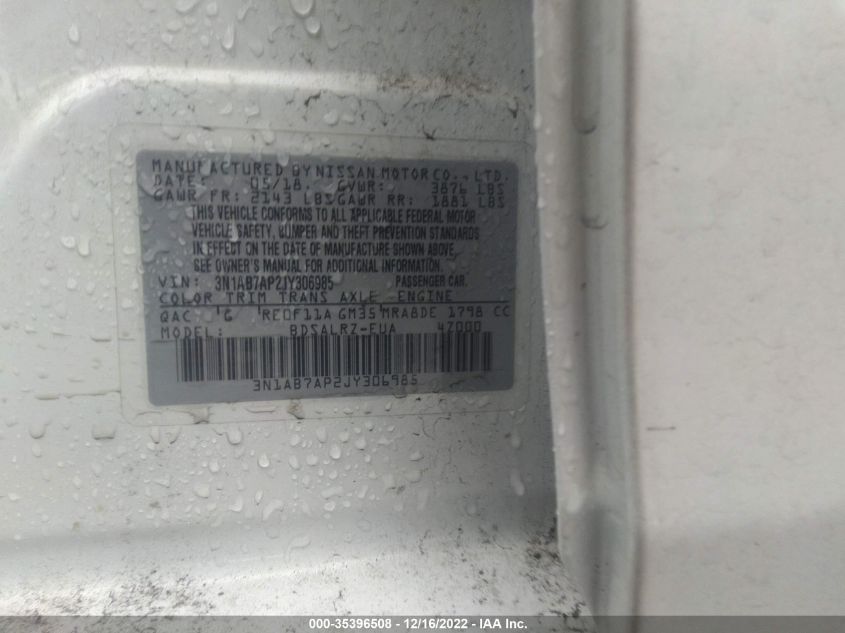 MANUFACTURED BY NISSAN MOTOR CO., LTD.
DATE: 05/18. GVWR: 3876 LBS
GAWR FR: 2143 LBS GAWR RR: 1881 LBS
THIS VEHICLE CONFORMS TO ALL APPLICABLE FEDERAL MOTOR
VEHICLE SAFETY, BUMPER AND THEFT PREVENTION STANDARDS
IN EFFECT ON THE DATE OF MANUFACTURE SHOWN ABOVE.
SEE OWNER'S MANUAL FOR ADDITIONAL INFORMATION.
VIN: 3N1AB7AP2JY306985 PASSENGER CAR.
COLOR TRIM TRANS AXLE ENGINE
QAC G RE0F11A GM35 MRA8DE 1798 CC
MODEL: BDSALRZ-EUA 47000
3N1AB7AP2JY306985
000-35396508 - 12/16/2022 - IAA Inc.